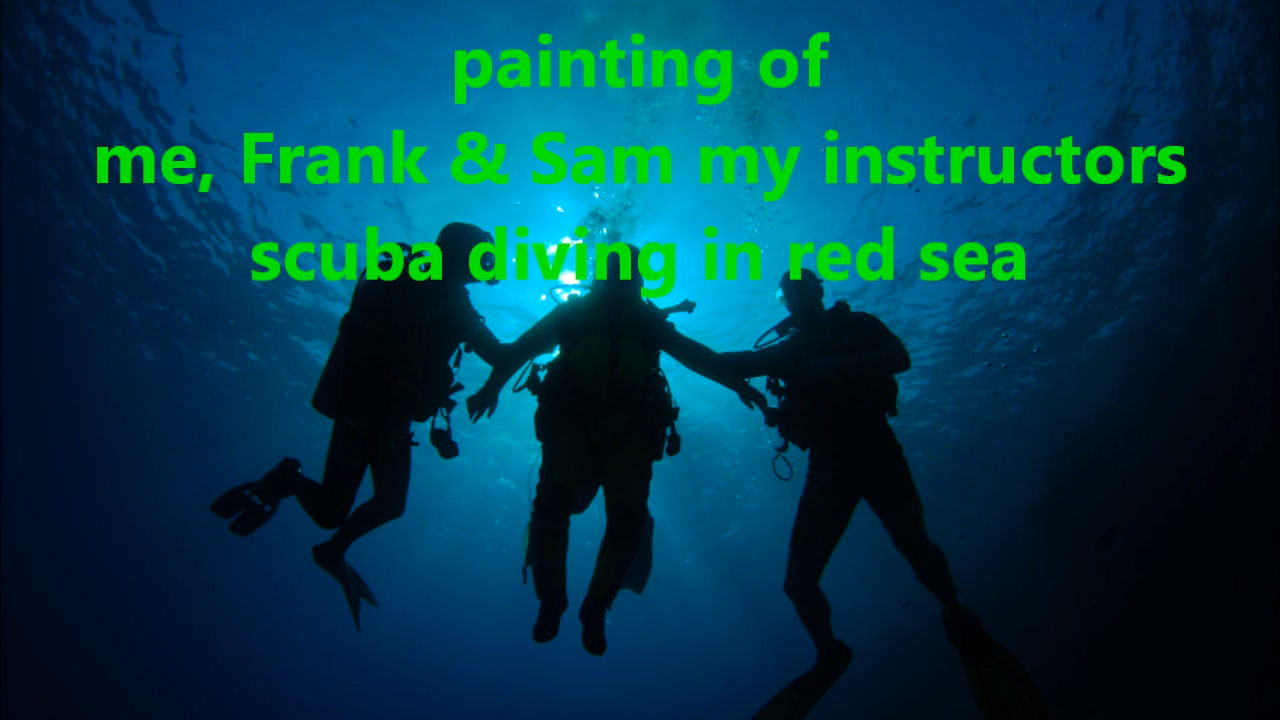 painting of
me, Frank & Sam my instructors
scuba diving in red sea